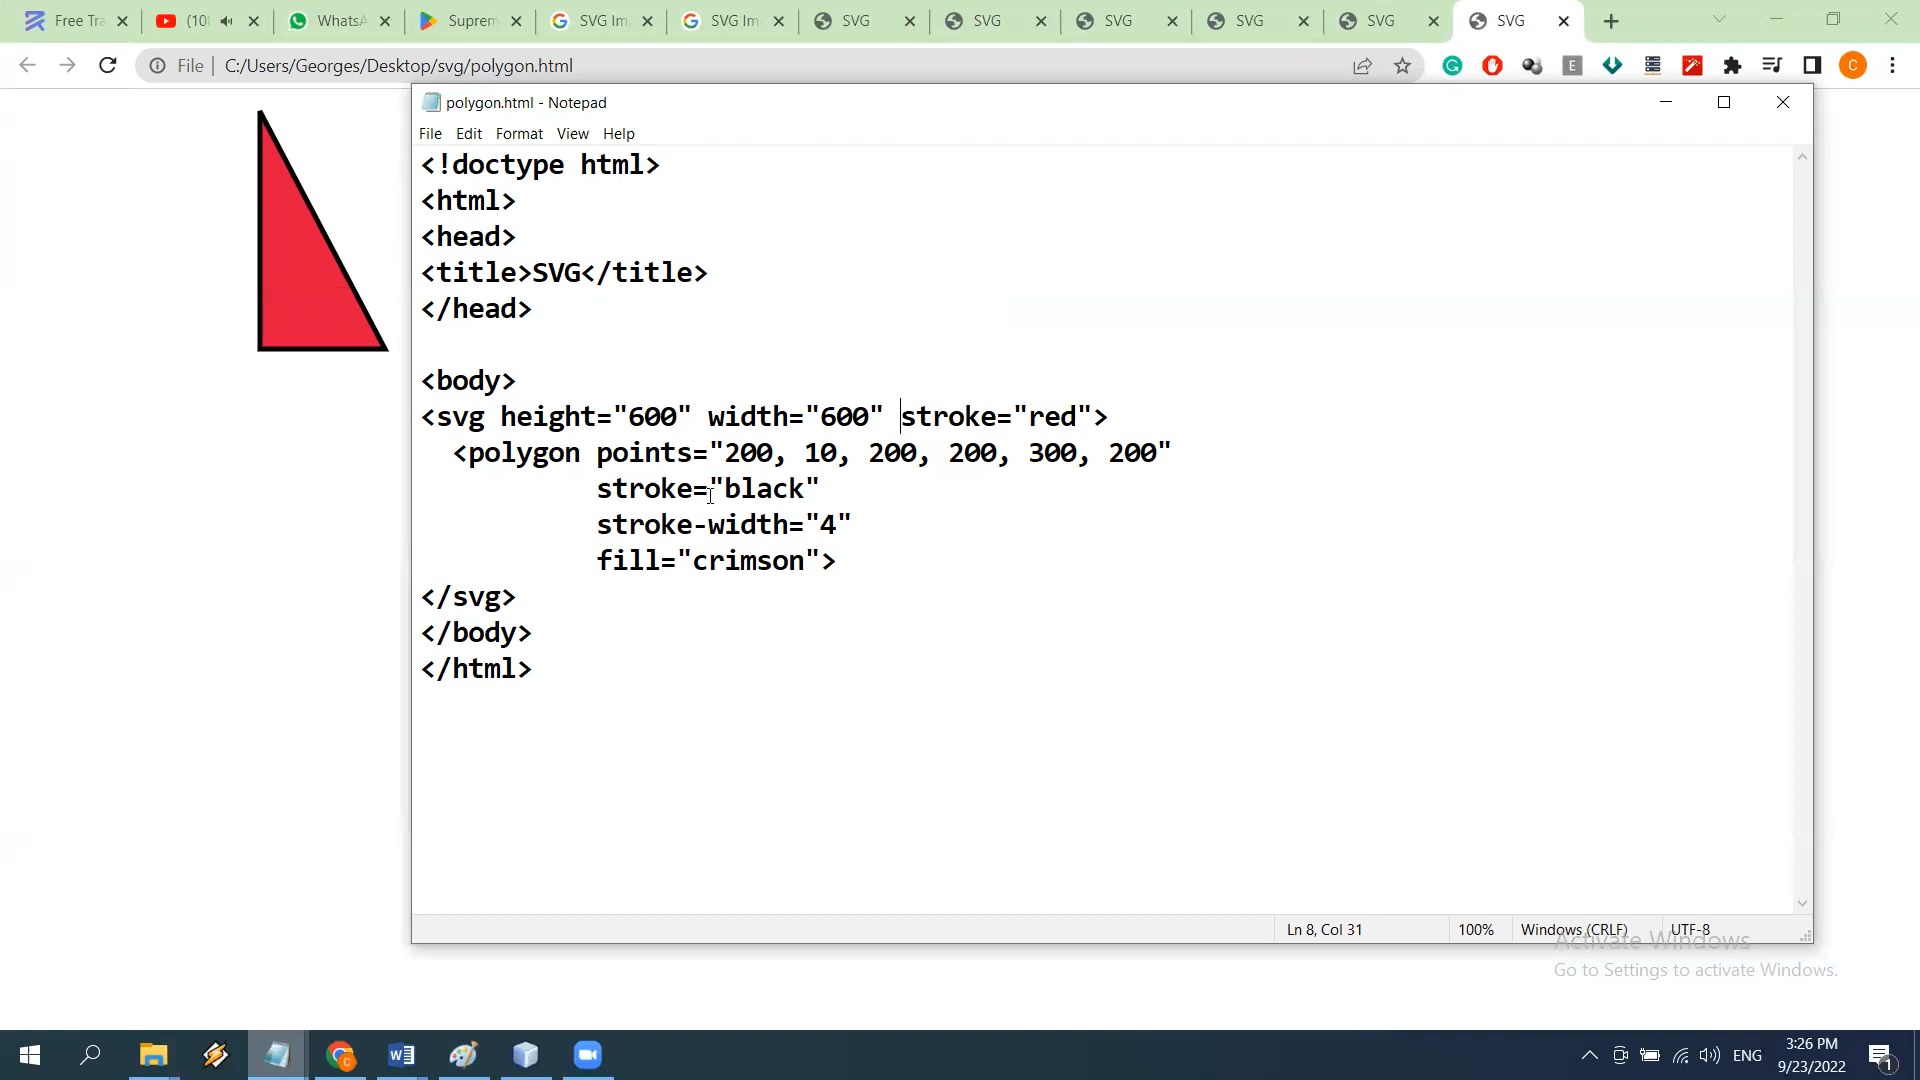 Free Tra
(10
WhatsA
Suprem
SVG Im
SVG Im
SVG
SVG
SVG
SVG
SVG
SVG
File
C:/Users/Georges/Desktop/svg/polygon.html
E
C
polygon.html - Notepad
File Edit Format View Help
<!doctype html>
<html>
<head>
<title>SVG</title>
</head>
<body>
<svg height="600" width="600" stroke="red">
<polygon points="200, 10, 200, 200, 300, 200"
stroke="black"
stroke-width="4"
fill="crimson">
</svg>
</body>
</html>
Ln 8, Col 31
100%
Windows (CRLF)
UTF-8
Activate Windows
Go to Settings to activate Windows.
ENG
3:26 PM
9/23/2022
1